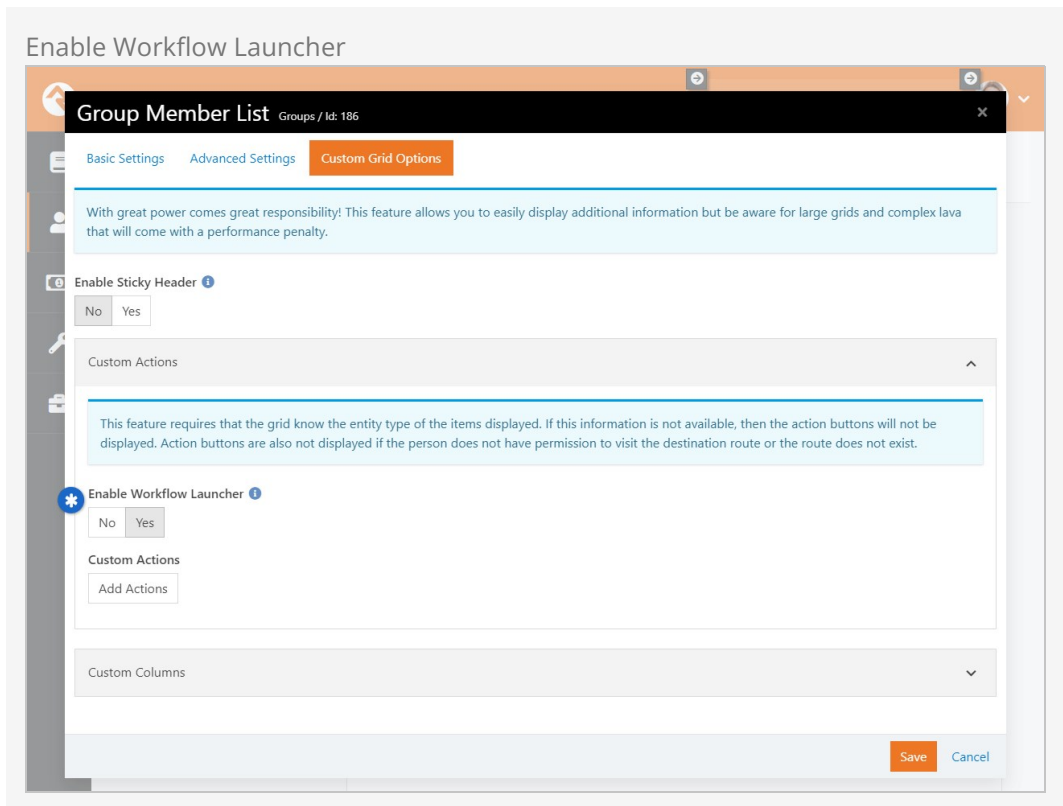 Enable Workflow Launcher
Group Member List Groups / Id: 186 ×
Basic Settings Advanced Settings Custom Grid Options
With great power comes great responsibility! This feature allows you to easily display additional information but be aware for large grids and complex lava
that will come with a performance penalty.
Enable Sticky Header
No Yes
Custom Actions
This feature requires that the grid know the entity type of the items displayed. If this information is not available, then the action buttons will not be
displayed. Action buttons are also not displayed if the person does not have permission to visit the destination route or the route does not exist.
Enable Workflow Launcher
No Yes
Custom Actions
Add Actions
Custom Columns
Save Cancel